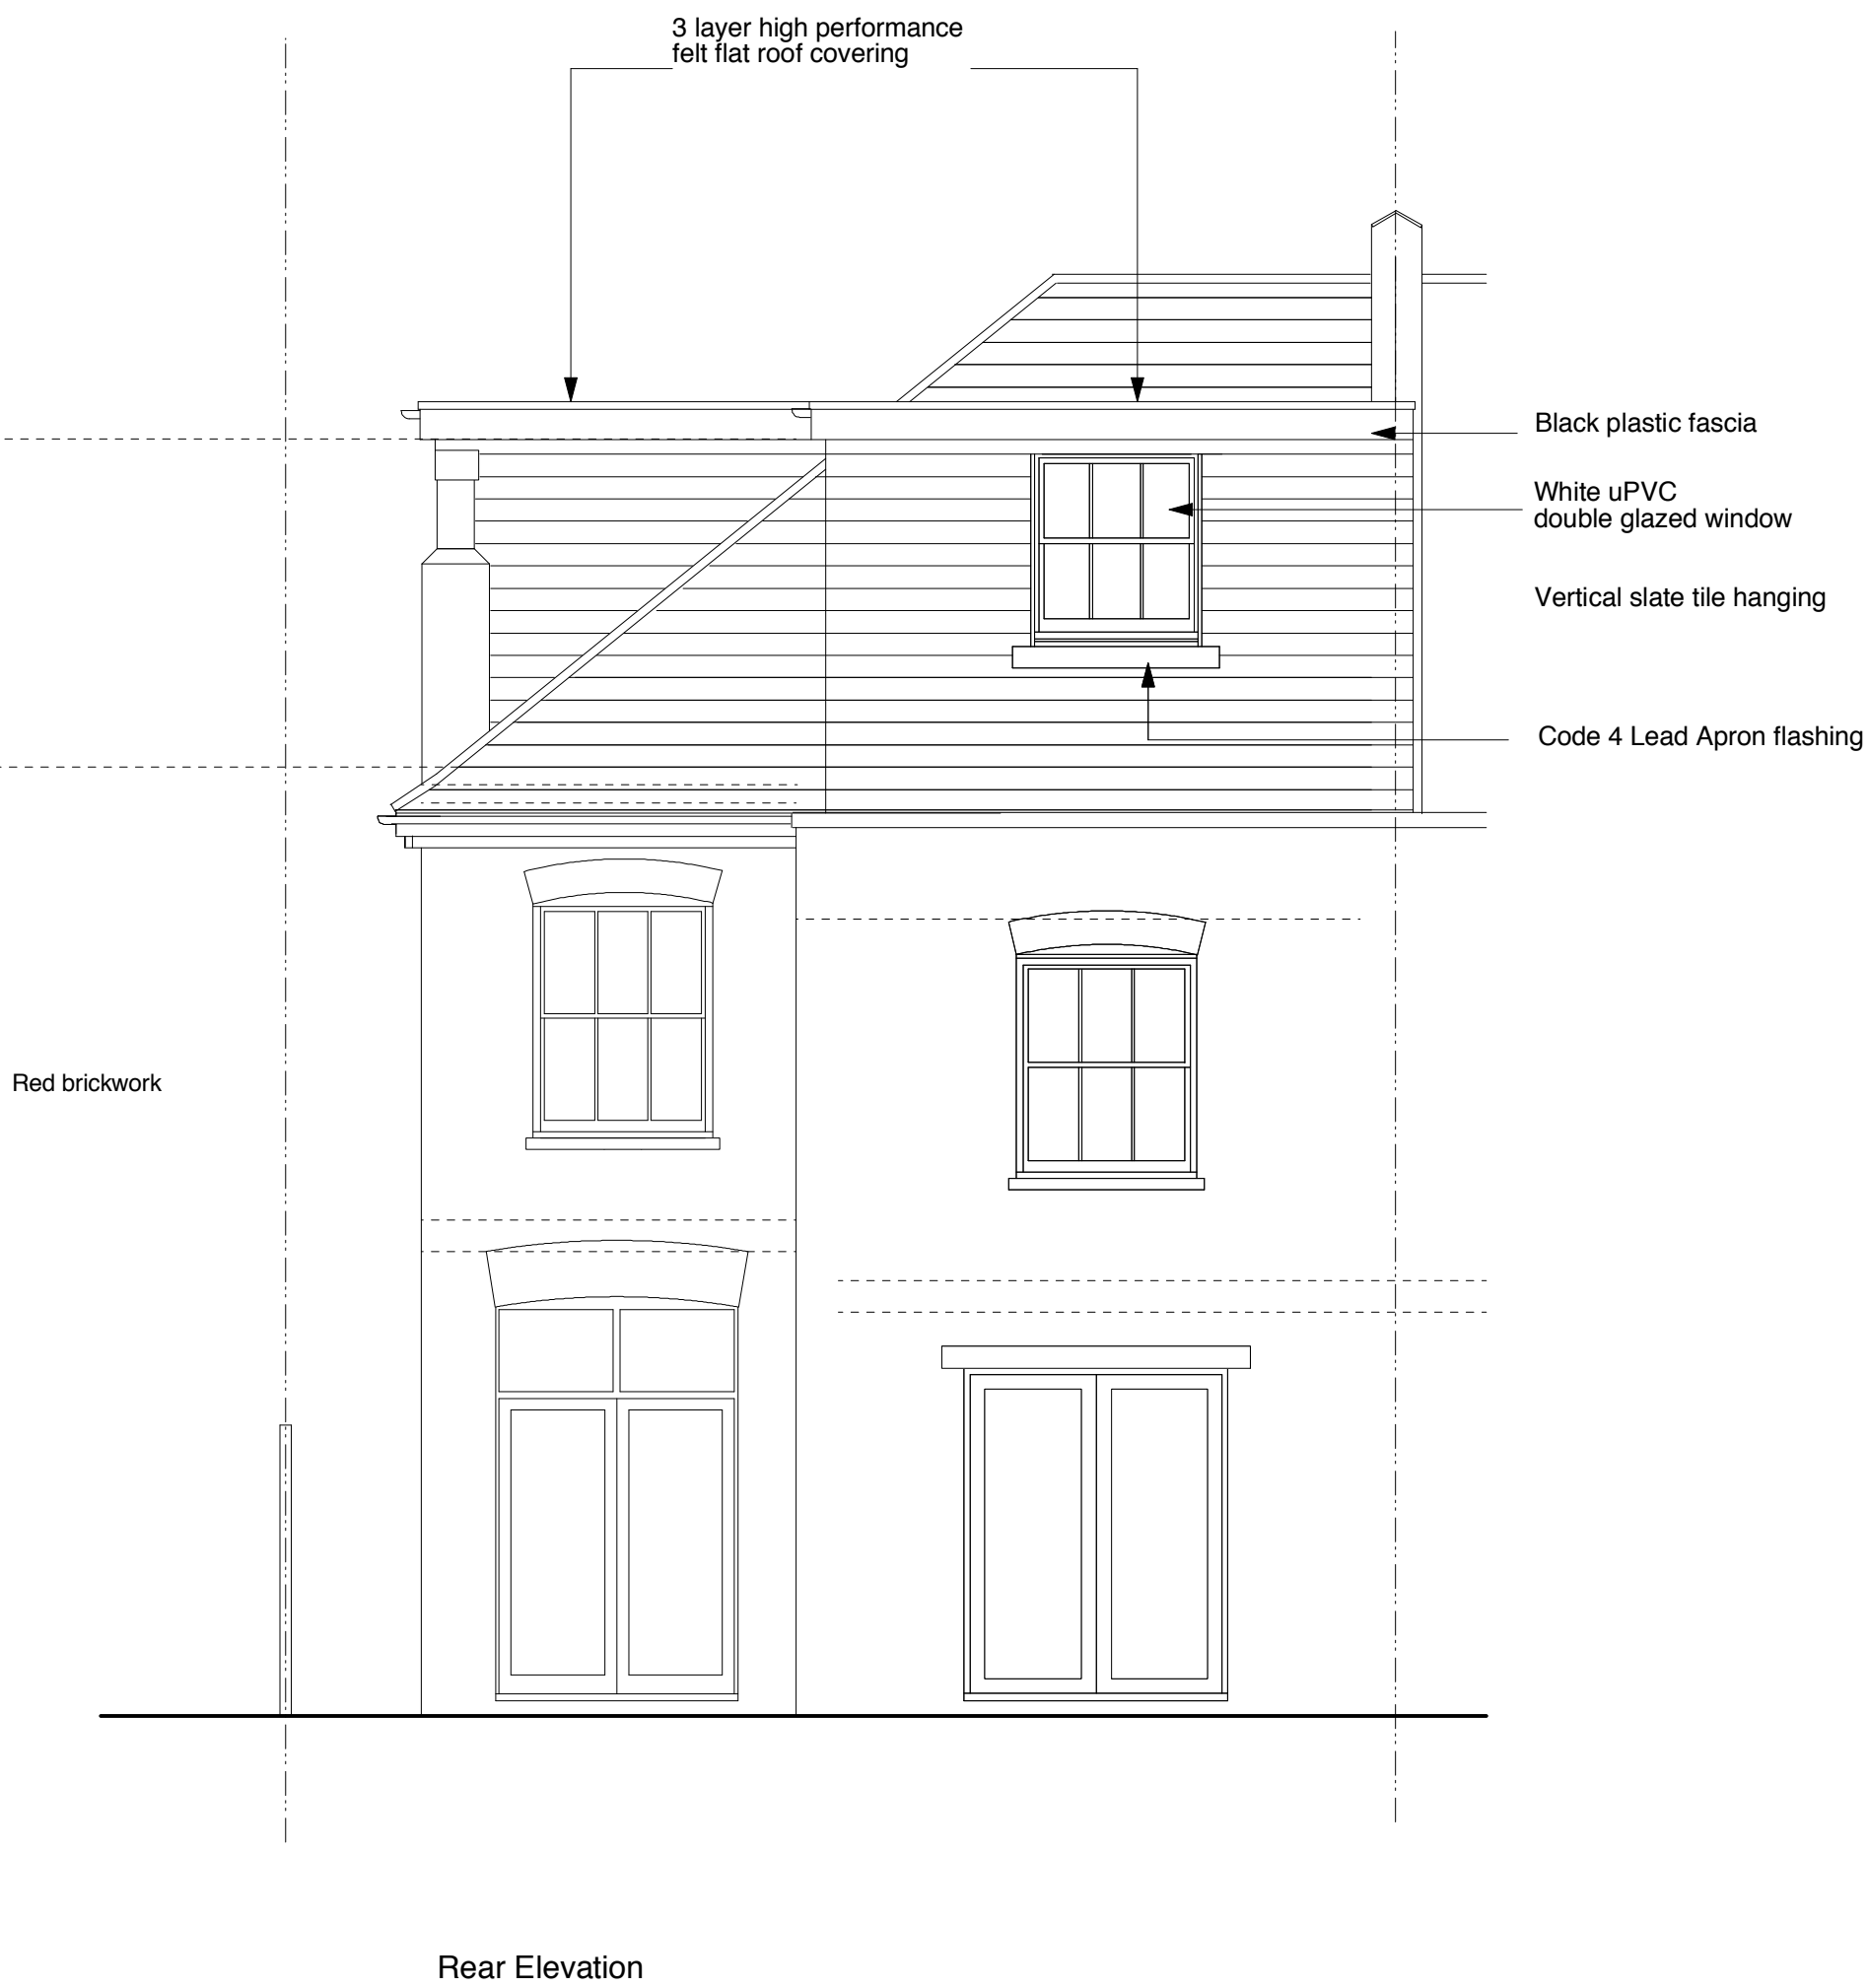 3 layer high performance
felt flat roof covering
Black plastic fascia
White uPVC
double glazed window
Vertical slate tile hanging
Code 4 Lead Apron flashing
Red brickwork
Rear Elevation